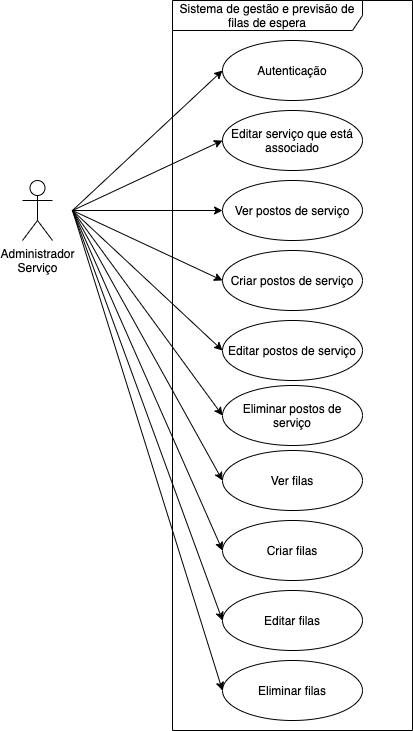 Sistema de gestão e previsão de
filas de espera
Autenticação
Editar serviço que está
associado
Administrador
Serviço
Ver postos de serviço
Criar postos de serviço
Editar postos de serviço
Eliminar postos de
serviço
Ver filas
Criar filas
Editar filas
Eliminar filas